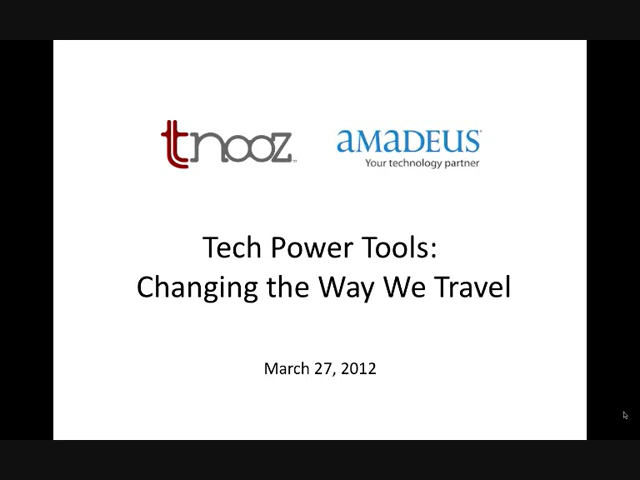 tnooz
amadeus
Your technology partner
Tech Power Tools:
Changing the Way We Travel
March 27, 2012